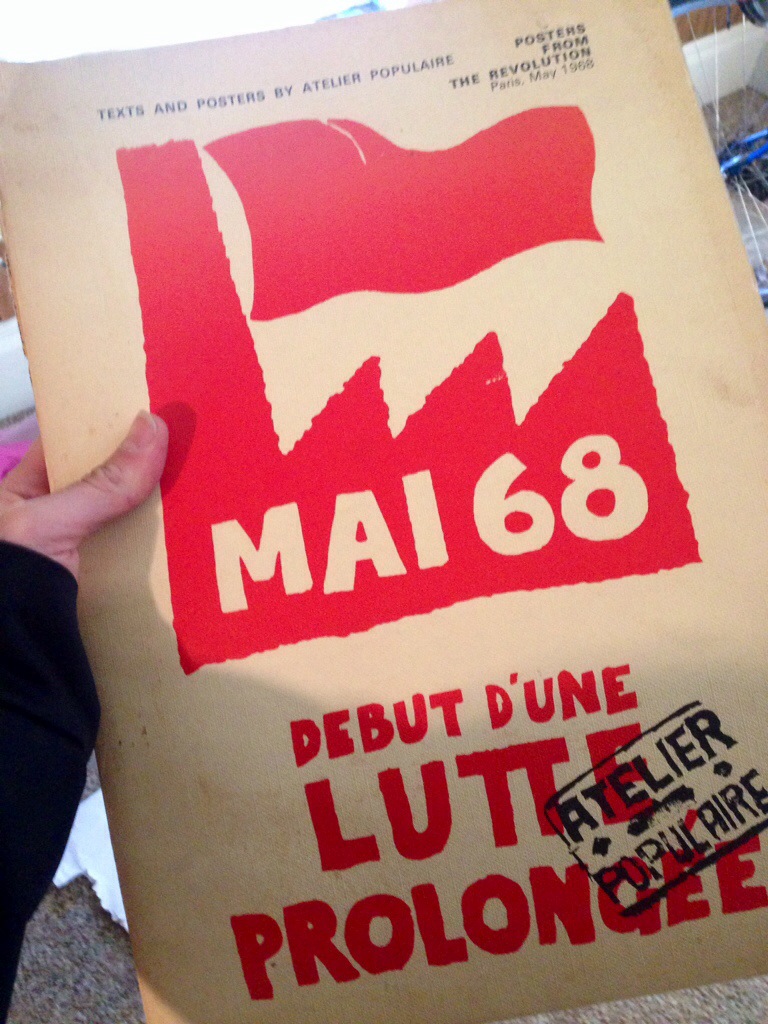 TEXTS AND POSTERS BY ATELIER POPULAIRE
POSTERS
FROM
THE REVOLUTION
Paris, May 1968
MAI 68
DEBUT D'UNE
LUTTE
PROLONGÉE
ATELIER
POPULAIRE